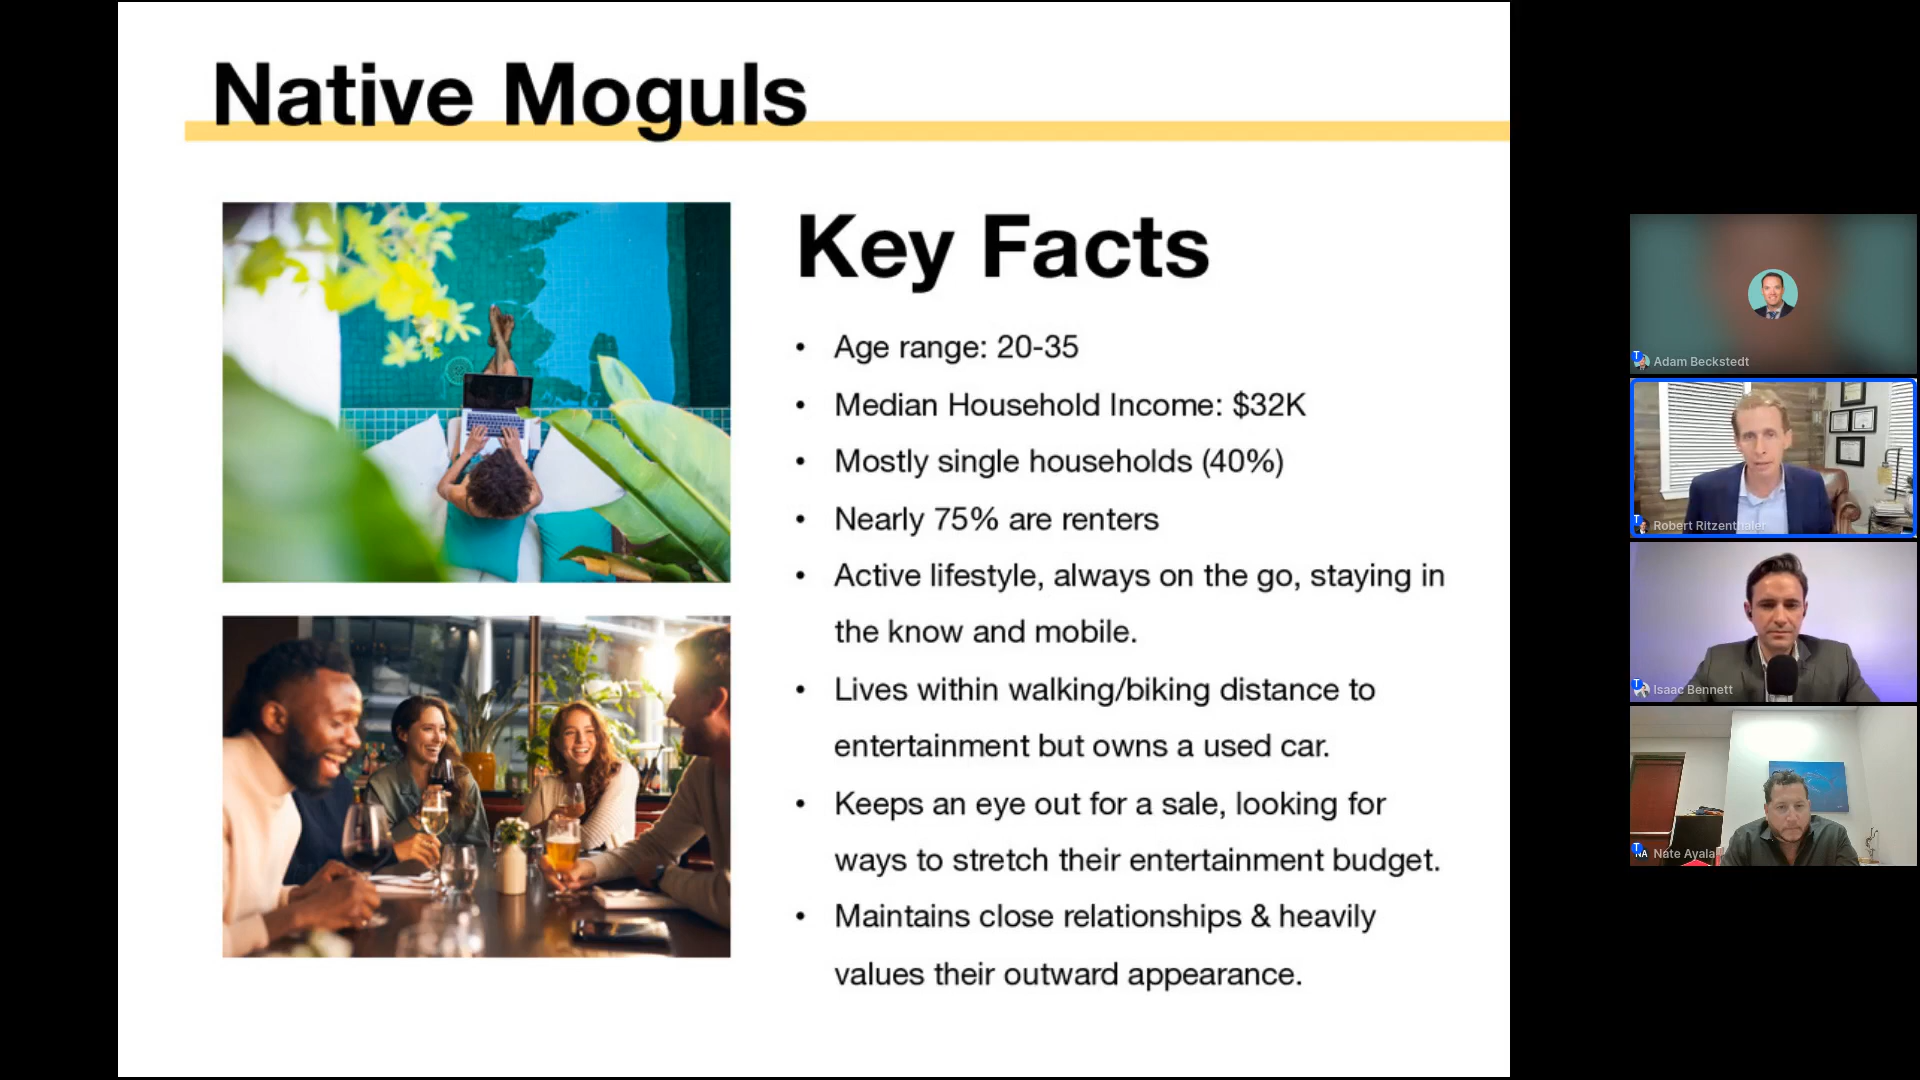 Native Moguls
Key Facts
• Age range: 20-35
• Median Household Income: $32K
• Mostly single households (40%)
• Nearly 75% are renters
• Active lifestyle, always on the go, staying in
the know and mobile.
• Lives within walking/biking distance to
entertainment but owns a used car.
• Keeps an eye out for a sale, looking for
ways to stretch their entertainment budget.
• Maintains close relationships & heavily
values their outward appearance.
T Adam Beckstedt
T Robert Ritzenthaler
T Isaac Bennett
T NA Nate Ayala